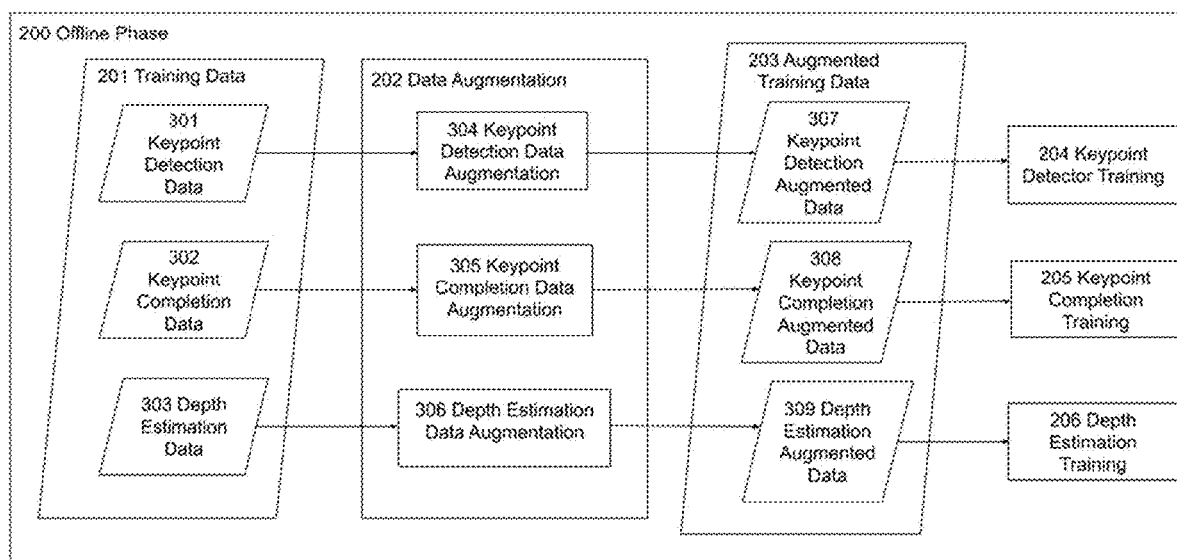 200 Offline Phase
201 Training Data
301
Keypoint
Detection
Data
302
Keypoint
Completion
Data
303 Depth
Estimation
Data
202 Data Augmentation
304 Keypoint
Detection Data
Augmentation
305 Keypoint
Completion Data
Augmentation
306 Depth Estimation
Data Augmentation
203 Augmented
Training Data
307
Keypoint
Detection
Augmented
Data
308
Keypoint
Completion
Augmented
Data
309 Depth
Estimation
Augmented
Data
204 Keypoint
Detector Training
205 Keypoint
Completion
Training
206 Depth
Estimation
Training